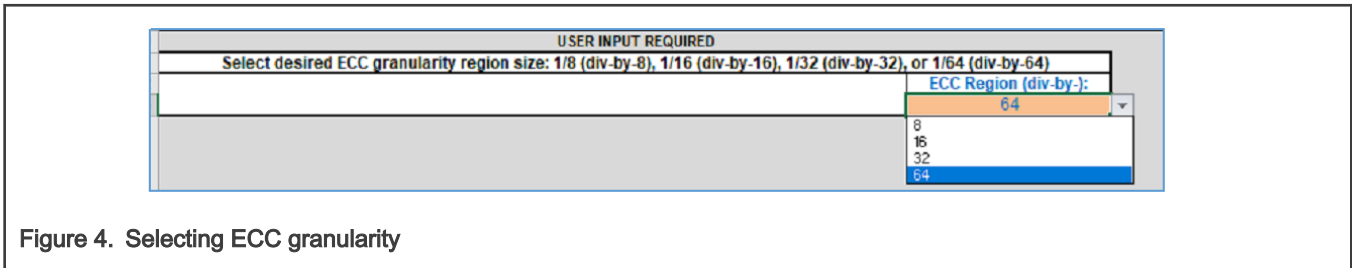 USER INPUT REQUIRED
Select desired ECC granularity region size: 1/8 (div-by-8), 1/16 (div-by-16), 1/32 (div-by-32), or 1/64 (div-by-64)
ECC Region (div-by-):
64
8
16
32
64
Figure 4. Selecting ECC granularity